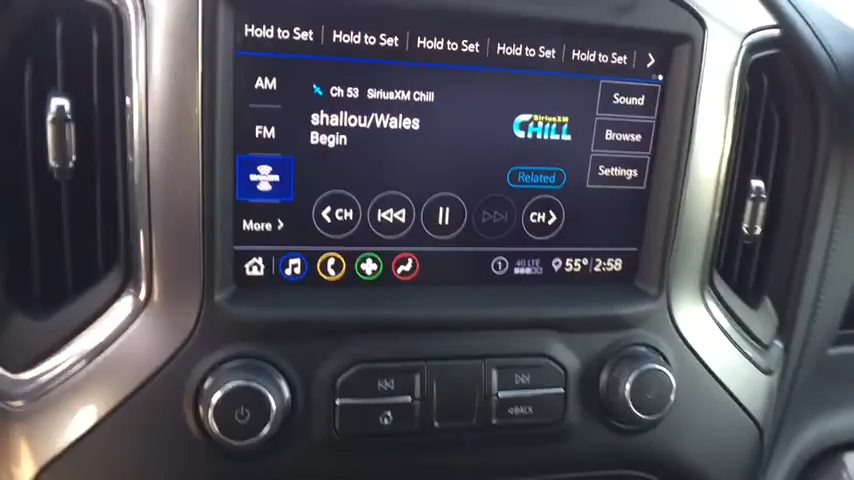 Hold to Set Hold to Set Hold to Set Hold to Set Hold to Set
AM
Ch 53 SiriusXM Chill
Sound
shallou/Wales
SiriusXM
CHILL
FM
Begin
Browse
Related
Settings
CH
CH
More
1
4G LTE
55° 2:58
BACK